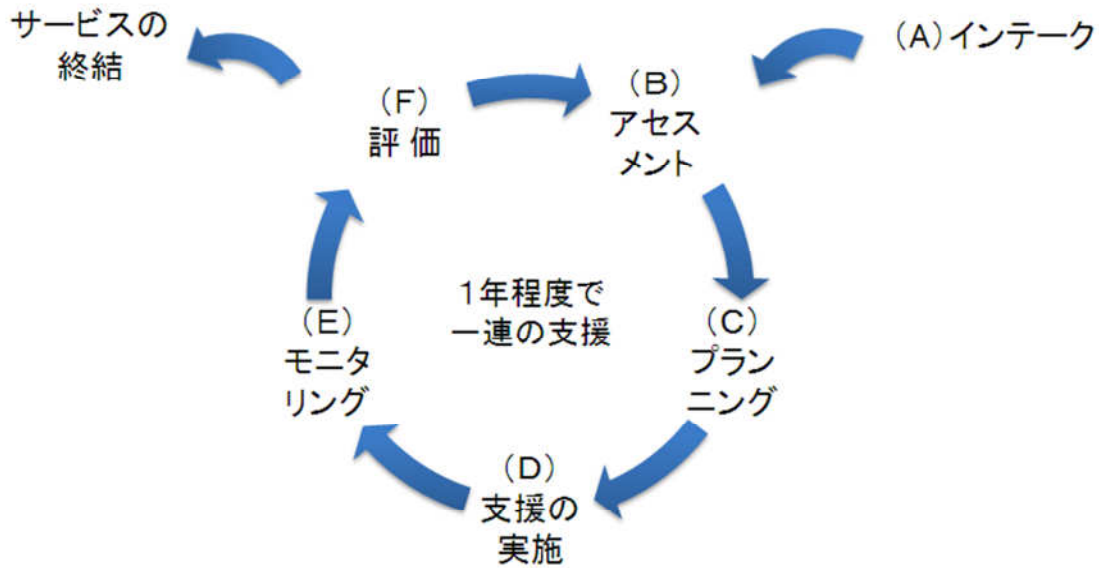 サービスの
終結
(A)インテーク
(B)
アセス
メント
(C)
プラン
ニング
(D)
支援の
実施
(E)
モニタ
リング
(F)
評 価
1年程度で
一連の支援